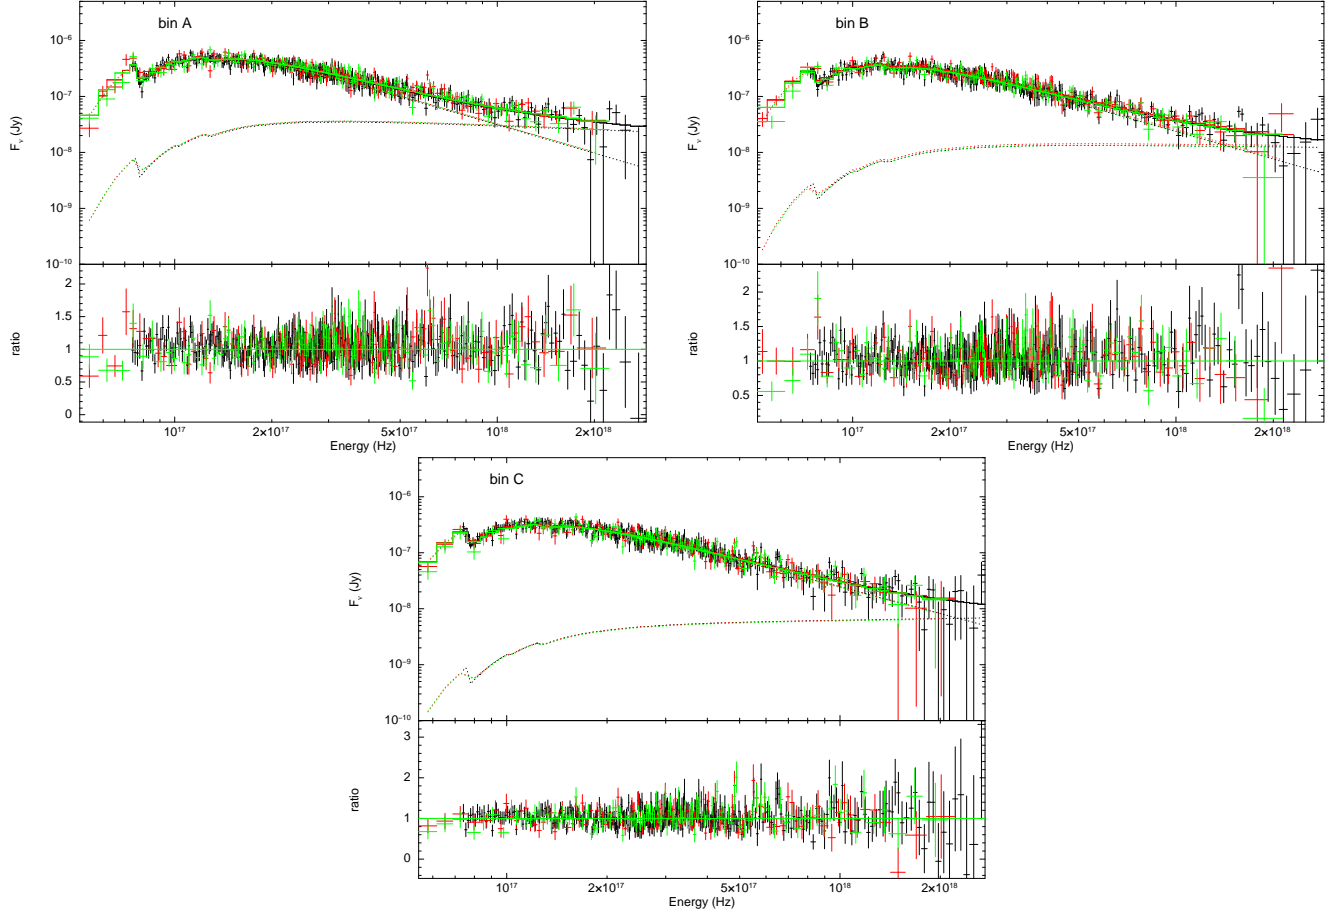 bin A
10⁻⁶
10⁻⁷
10⁻⁸
10⁻⁹
10⁻¹⁰
Fᵥ (Jy)
2
1.5
1
0.5
0
ratio
10¹⁷ 2×10¹⁷ 5×10¹⁷ 10¹⁸ 2×10¹⁸
Energy (Hz)
bin B
10⁻⁶
10⁻⁷
10⁻⁸
10⁻⁹
10⁻¹⁰
Fᵥ (Jy)
2
1.5
1
0.5
ratio
10¹⁷ 2×10¹⁷ 5×10¹⁷ 10¹⁸ 2×10¹⁸
Energy (Hz)
bin C
10⁻⁶
10⁻⁷
10⁻⁸
10⁻⁹
10⁻¹⁰
Fᵥ (Jy)
3
2
1
0
ratio
10¹⁷ 2×10¹⁷ 5×10¹⁷ 10¹⁸ 2×10¹⁸
Energy (Hz)